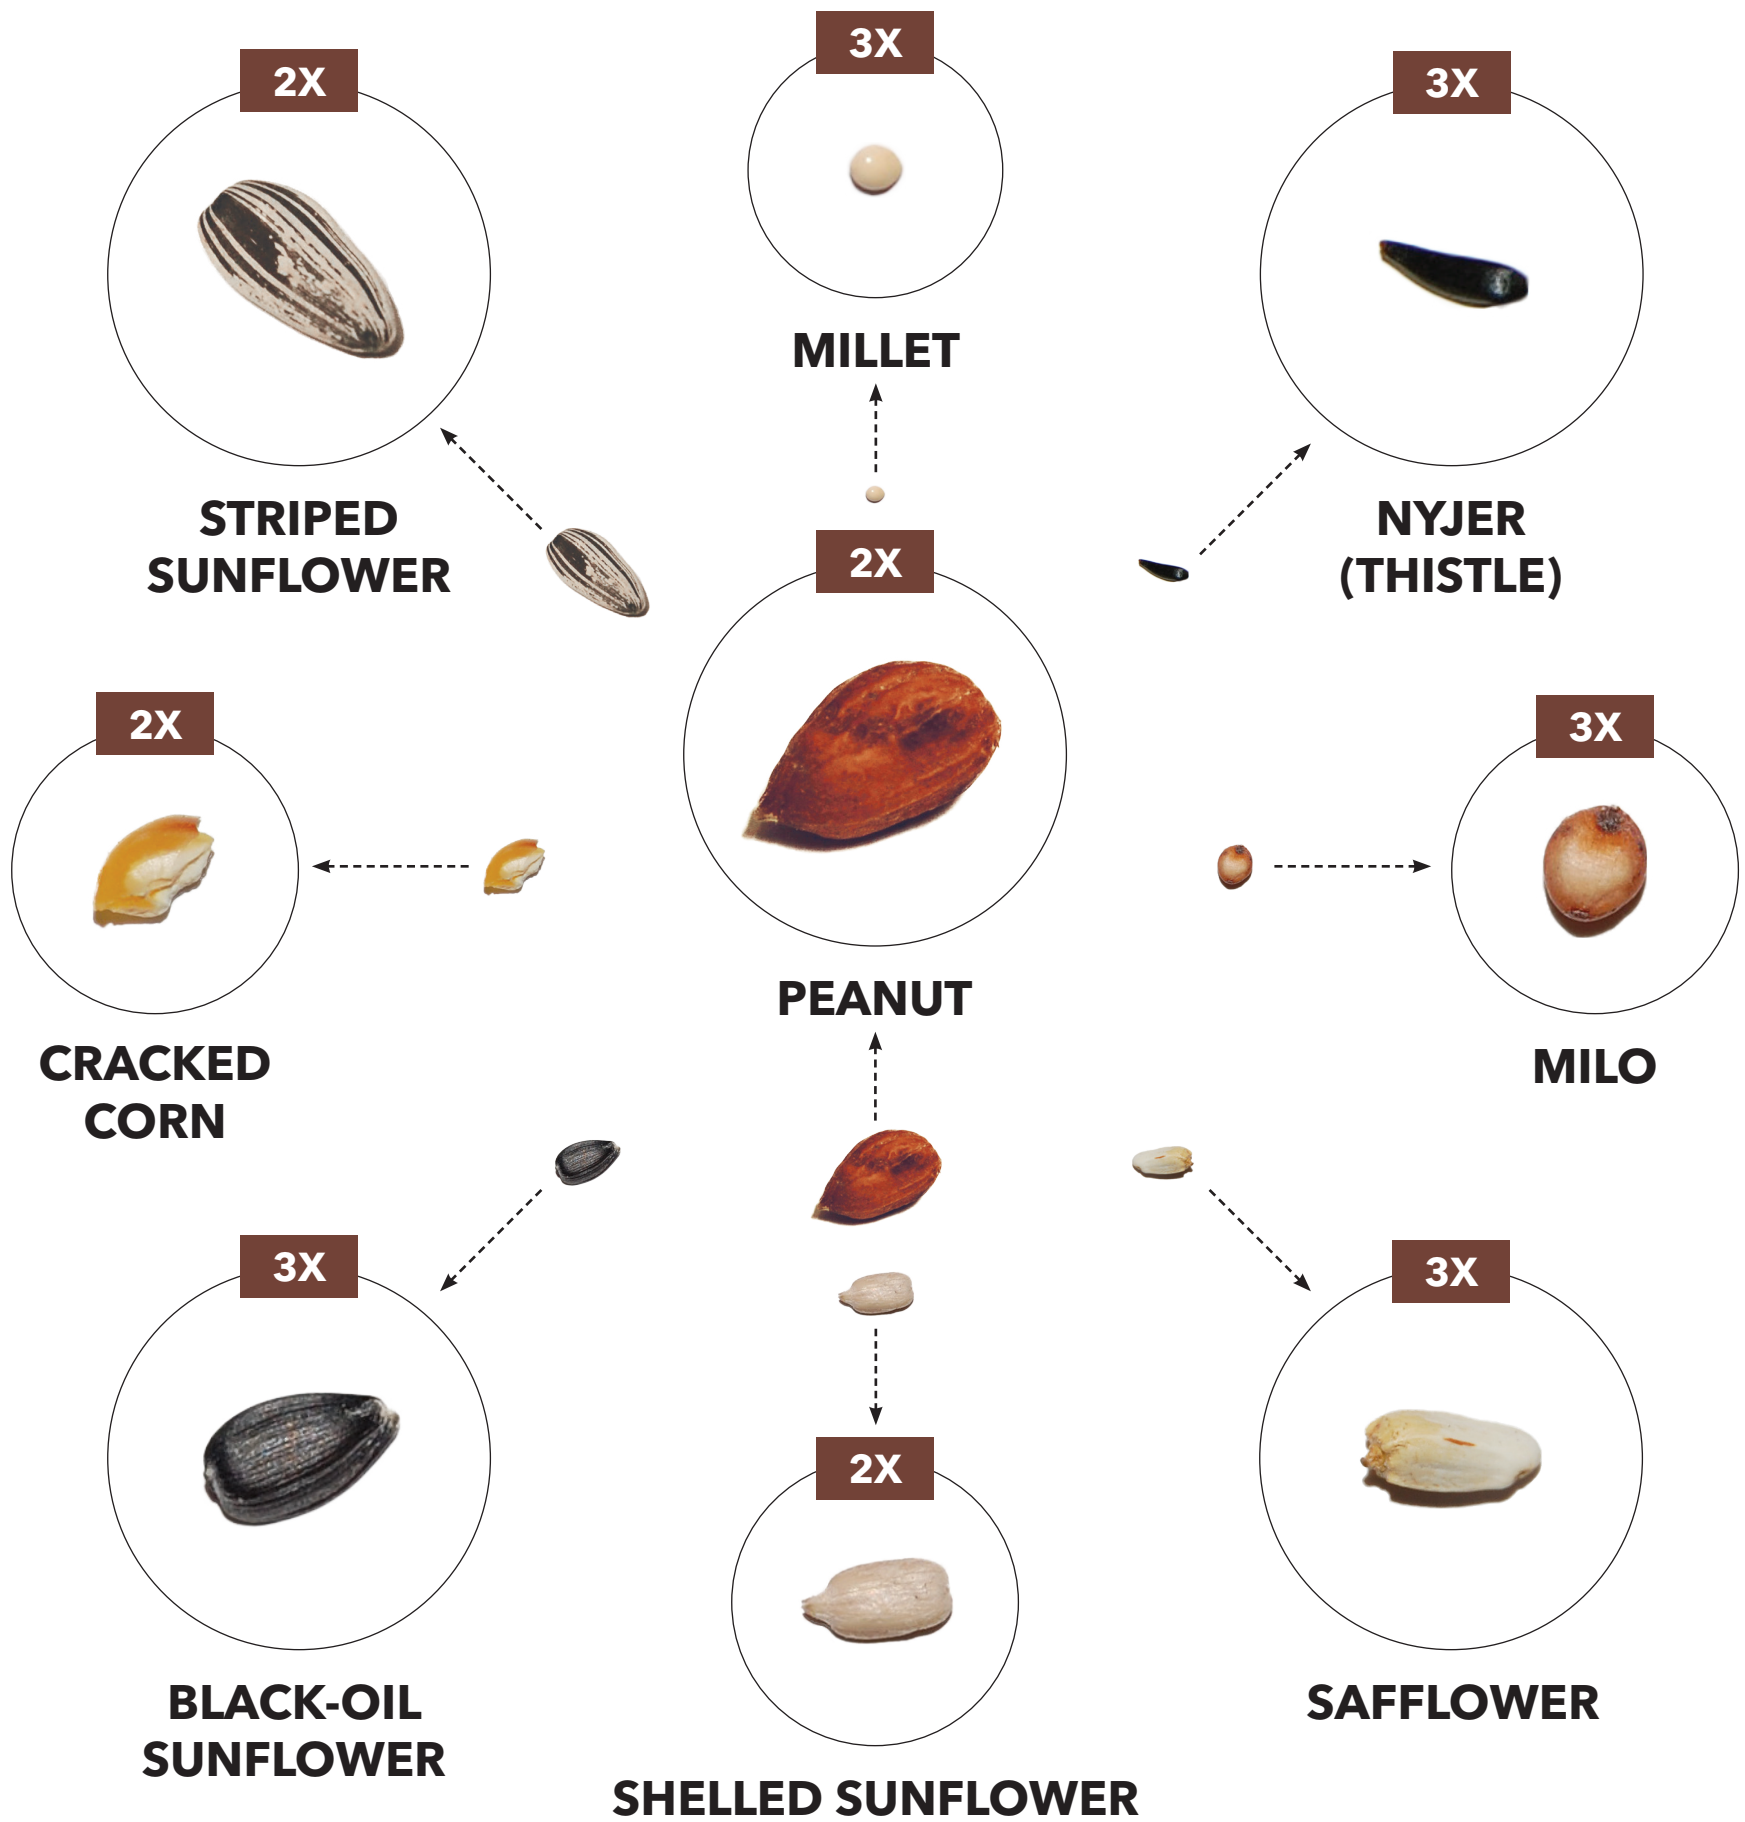 3X
MILLET
2X
STRIPED
SUNFLOWER
3X
NYJER
(THISTLE)
2X
PEANUT
2X
CRACKED
CORN
3X
MILO
3X
BLACK-OIL
SUNFLOWER
2X
SHELLED SUNFLOWER
3X
SAFFLOWER